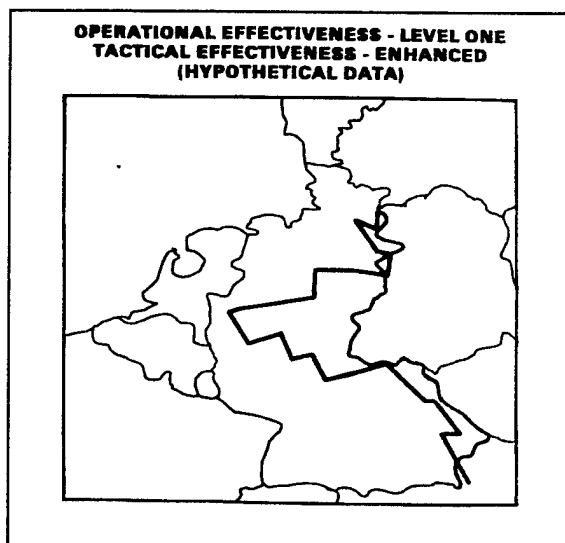 OPERATIONAL EFFECTIVENESS - LEVEL ONE
TACTICAL EFFECTIVENESS - ENHANCED
(HYPOTHETICAL DATA)